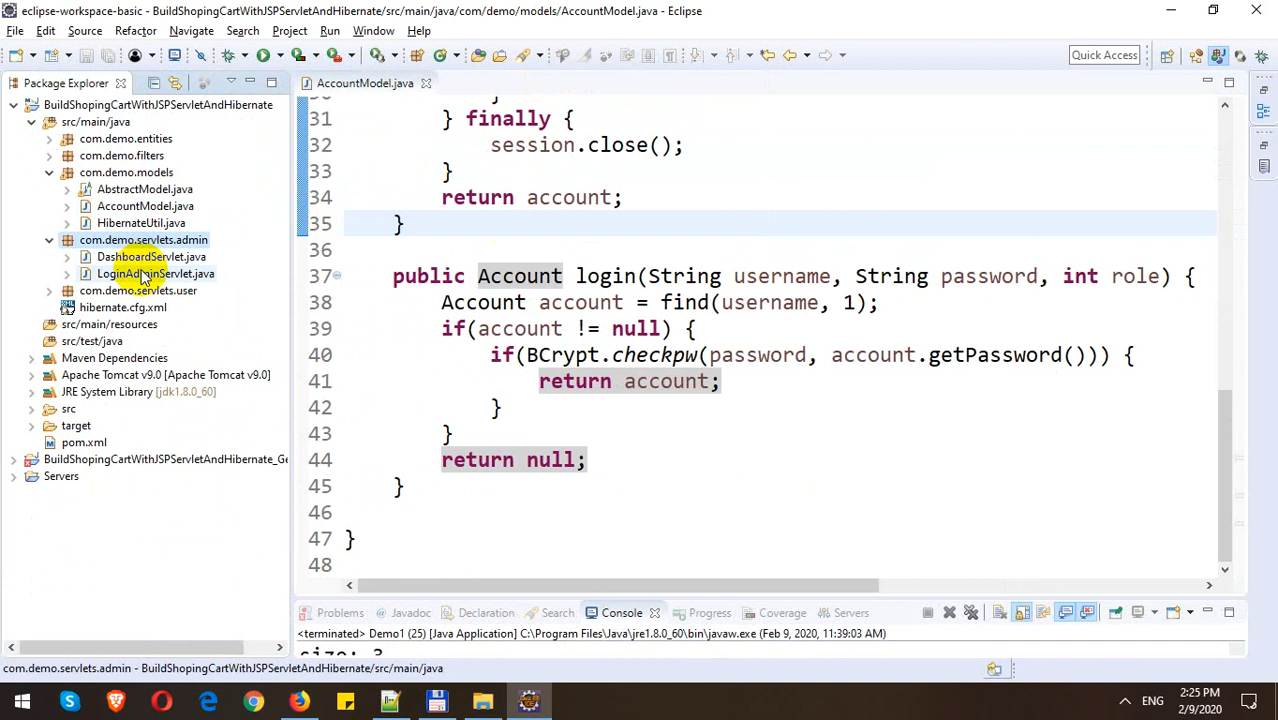 eclipse-workspace-basic - BuildShopingCartWithJSPServletAndHibernate/src/main/java/com/demo/models/AccountModel.java - Eclipse
File Edit Source Refactor Navigate Search Project Run Window Help
Quick Access
Package Explorer
BuildShopingCartWithJSPServletAndHibernate
src/main/java
com.demo.entities
com.demo.filters
com.demo.models
AbstractModel.java
AccountModel.java
HibernateUtil.java
com.demo.servlets.admin
DashboardServlet.java
LoginAdminServlet.java
com.demo.servlets.user
hibernate.cfg.xml
src/main/resources
src/test/java
Maven Dependencies
Apache Tomcat v9.0 [Apache Tomcat v9.0]
JRE System Library [jdk1.8.0_60]
src
target
pom.xml
BuildShopingCartWithJSPServletAndHibernate_Ge
Servers
AccountModel.java
30 }
31 } finally {
32 session.close();
33 }
34 return account;
35 }
36
37 public Account login(String username, String password, int role) {
38 Account account = find(username, 1);
39 if(account != null) {
40 if(BCrypt.checkpw(password, account.getPassword())) {
41 return account;
42 }
43 }
44 return null;
45 }
46
47 }
48
Problems Javadoc Declaration Search Console Progress Coverage Servers
<terminated> Demo1 (25) [Java Application] C:\Program Files\Java\jre1.8.0_60\bin\javaw.exe (Feb 9, 2020, 11:39:03 AM)
size: 3
com.demo.servlets.admin - BuildShopingCartWithJSPServletAndHibernate/src/main/java
ENG
2:25 PM
2/9/2020